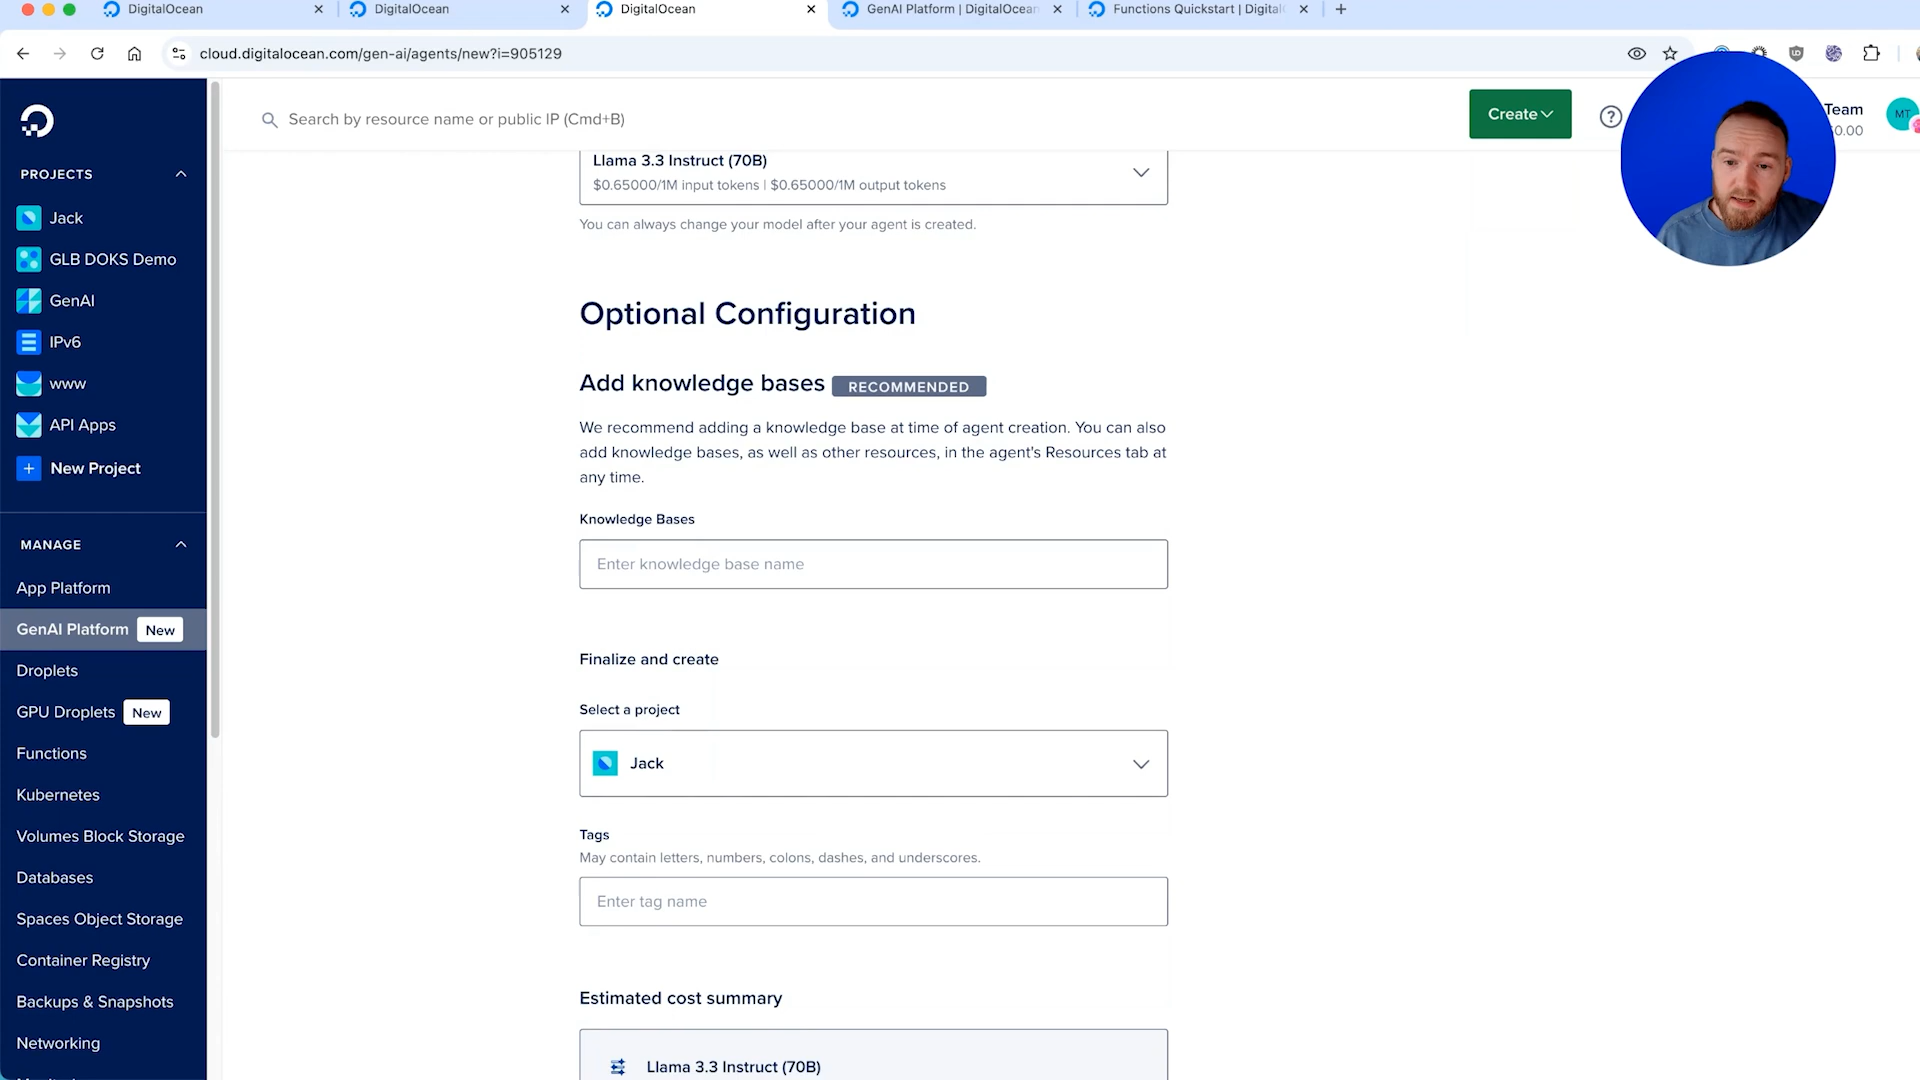 DigitalOcean
DigitalOcean
DigitalOcean
GenAI Platform | DigitalOcean
Functions Quickstart | Digital
cloud.digitalocean.com/gen-ai/agents/new?i=905129
Search by resource name or public IP (Cmd+B)
Create
?
Team
0.00
MT
PROJECTS
Jack
GLB DOKS Demo
GenAI
IPv6
www
API Apps
New Project
MANAGE
App Platform
GenAI Platform New
Droplets
GPU Droplets New
Functions
Kubernetes
Volumes Block Storage
Databases
Spaces Object Storage
Container Registry
Backups & Snapshots
Networking
Llama 3.3 Instruct (70B)
$0.65000/1M input tokens | $0.65000/1M output tokens
You can always change your model after your agent is created.
Optional Configuration
Add knowledge bases RECOMMENDED
We recommend adding a knowledge base at time of agent creation. You can also
add knowledge bases, as well as other resources, in the agent's Resources tab at
any time.
Knowledge Bases
Enter knowledge base name
Finalize and create
Select a project
Jack
Tags
May contain letters, numbers, colons, dashes, and underscores.
Enter tag name
Estimated cost summary
Llama 3.3 Instruct (70B)